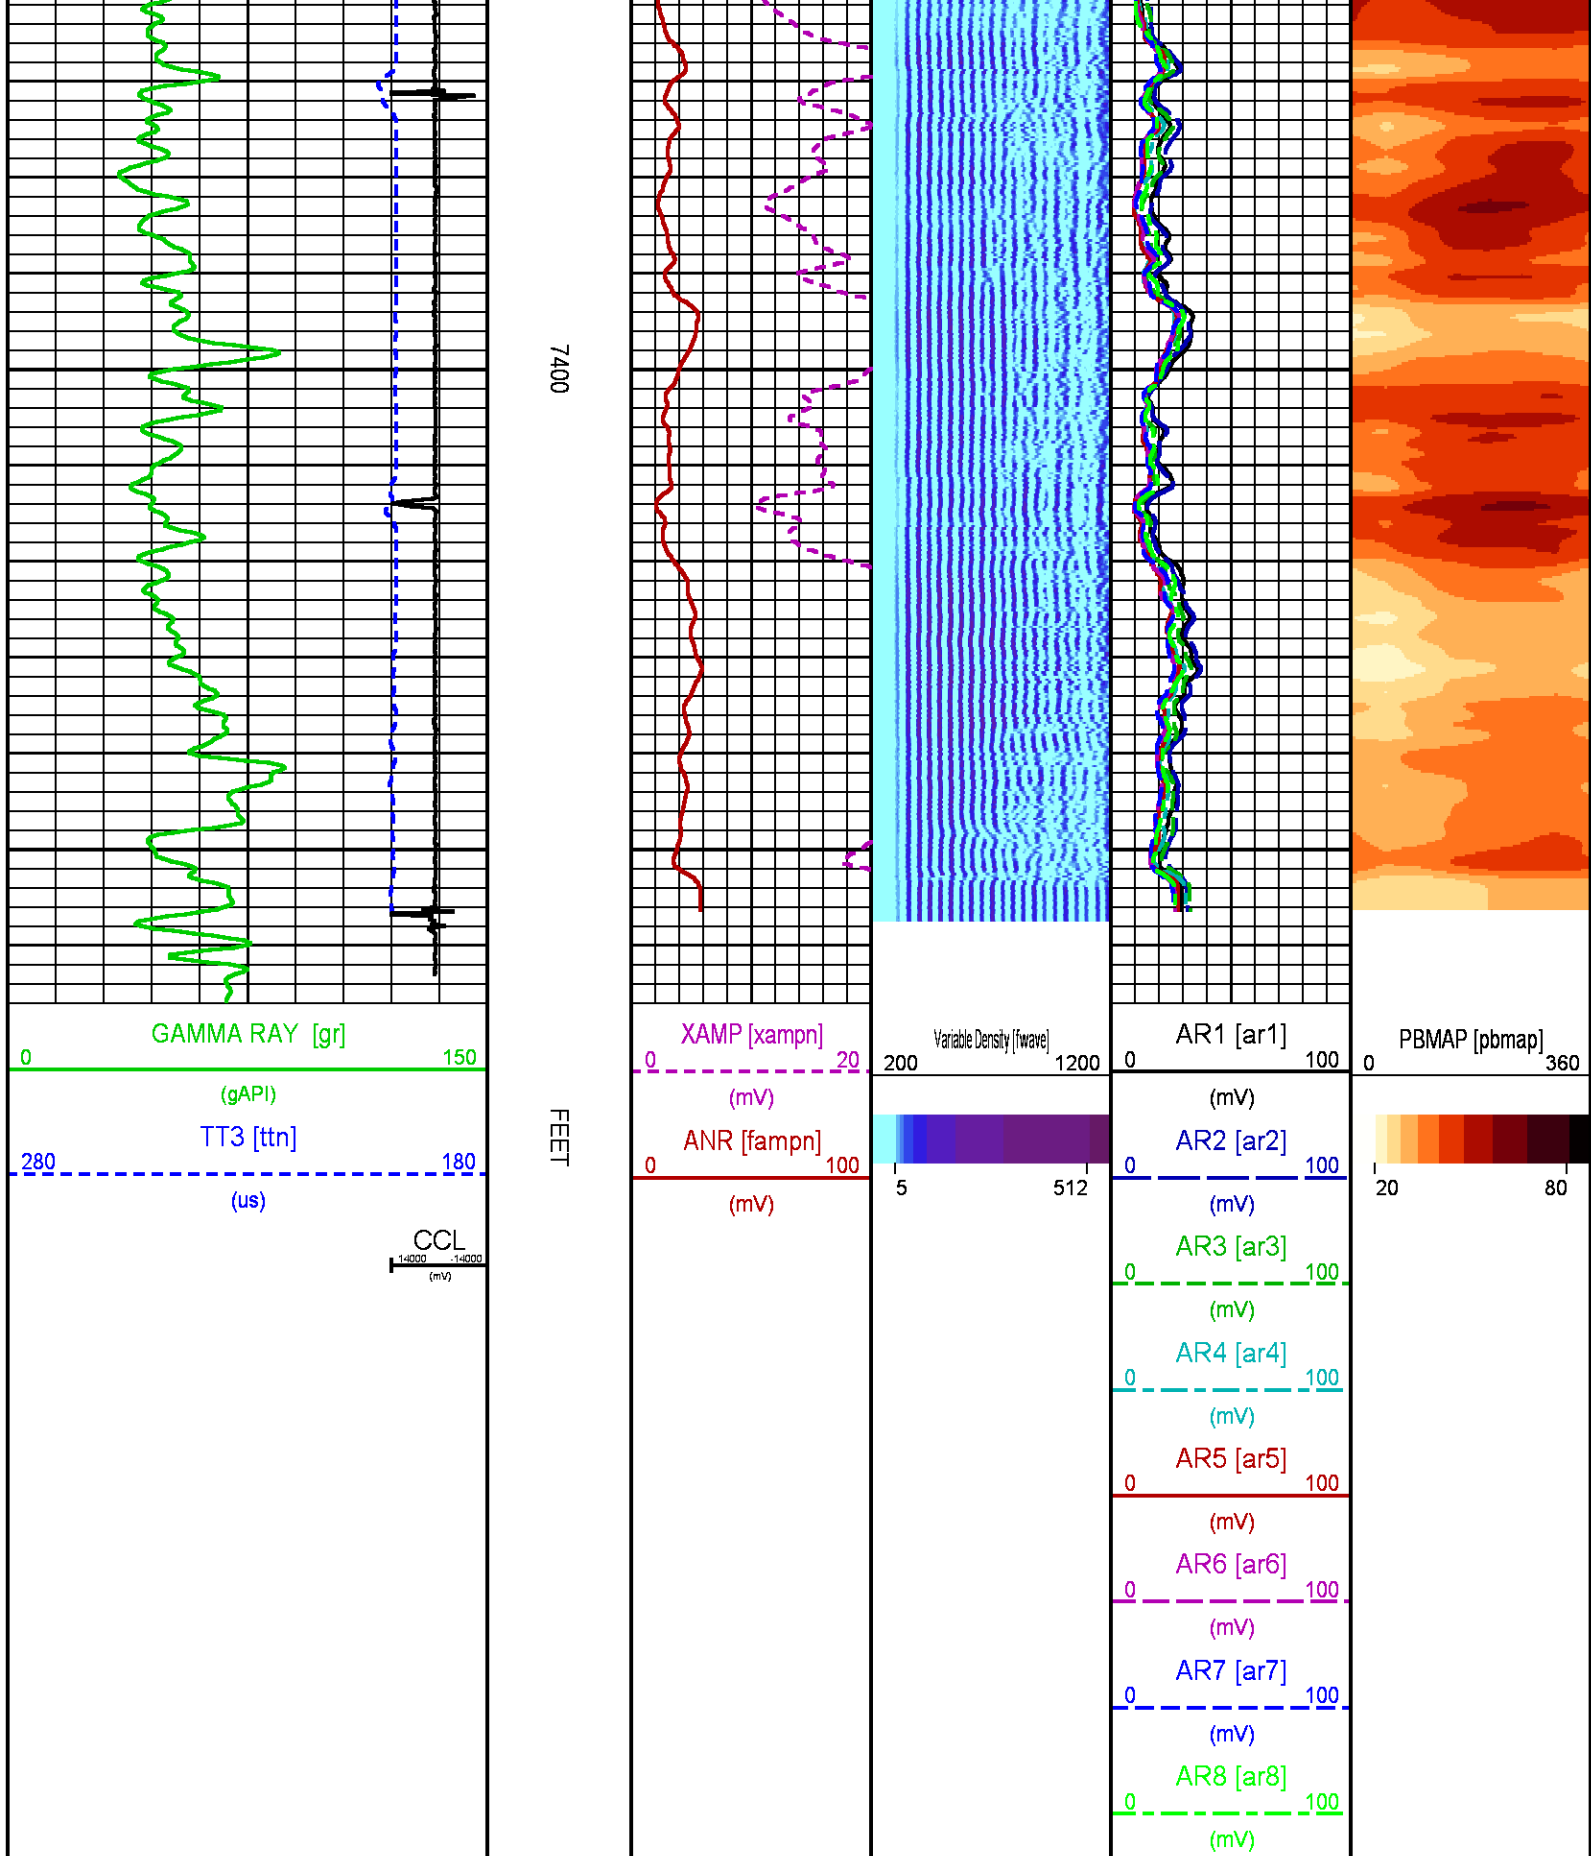 7400
FEET
GAMMA RAY [gr]
0 150
(gAPI)
TT3 [ttn]
280 180
(us)
CCL
14000 -14000
(mV)
XAMP [xampn]
0 20
(mV)
ANR [fampn]
0 100
(mV)
Variable Density [fwave]
200 1200
5 512
AR1 [ar1]
0 100
(mV)
AR2 [ar2]
0 100
(mV)
AR3 [ar3]
0 100
(mV)
AR4 [ar4]
0 100
(mV)
AR5 [ar5]
0 100
(mV)
AR6 [ar6]
0 100
(mV)
AR7 [ar7]
0 100
(mV)
AR8 [ar8]
0 100
(mV)
PBMAP [pbmap]
0 360
20 80